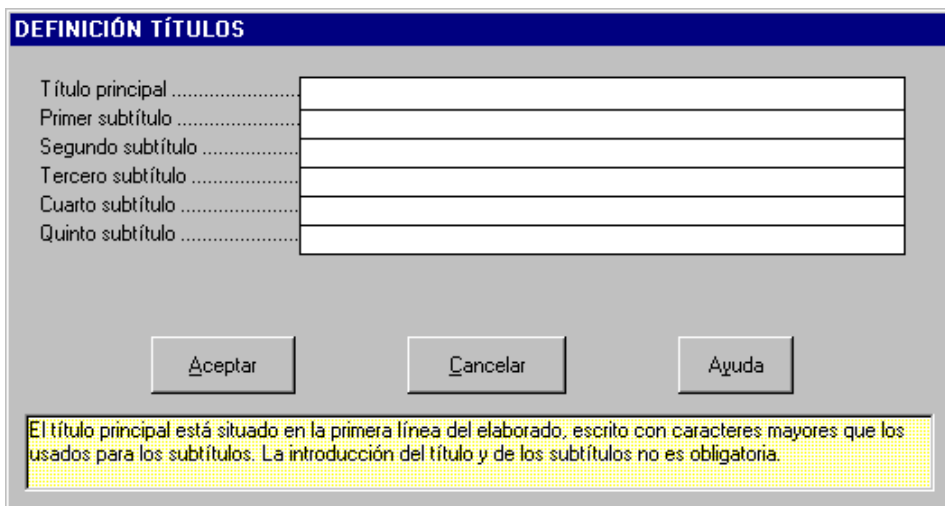 DEFINICIÓN TÍTULOS
Título principal ......................
Primer subtítulo .....................
Segundo subtítulo .................
Tercero subtítulo ...................
Cuarto subtítulo .....................
Quinto subtítulo .....................
Aceptar
Cancelar
Ayuda
El título principal está situado en la primera línea del elaborado, escrito con caracteres mayores que los
usados para los subtítulos. La introducción del título y de los subtítulos no es obligatoria.